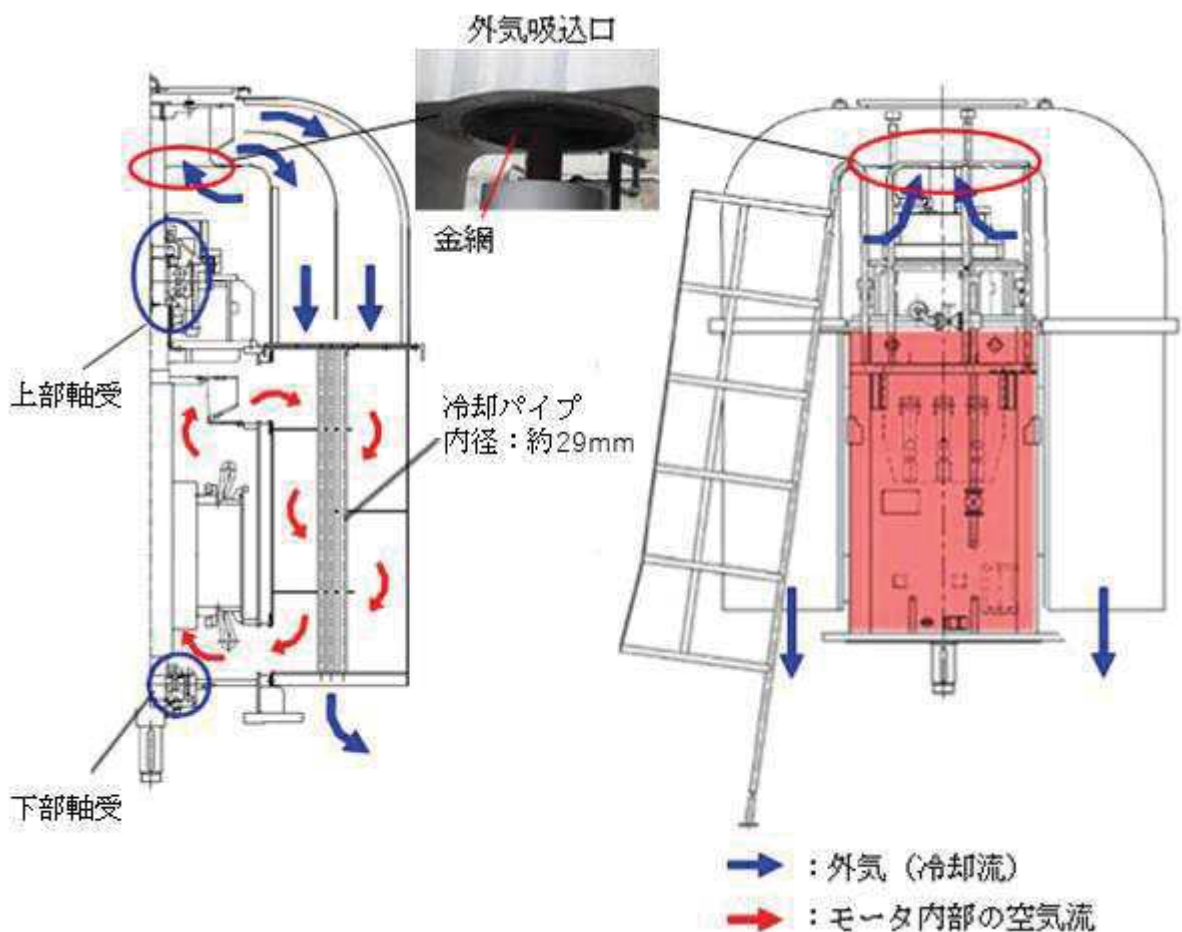 外気吸込口
金網
上部軸受
冷却パイプ
内径：約29mm
下部軸受
：外気（冷却流）
：モータ内部の空気流